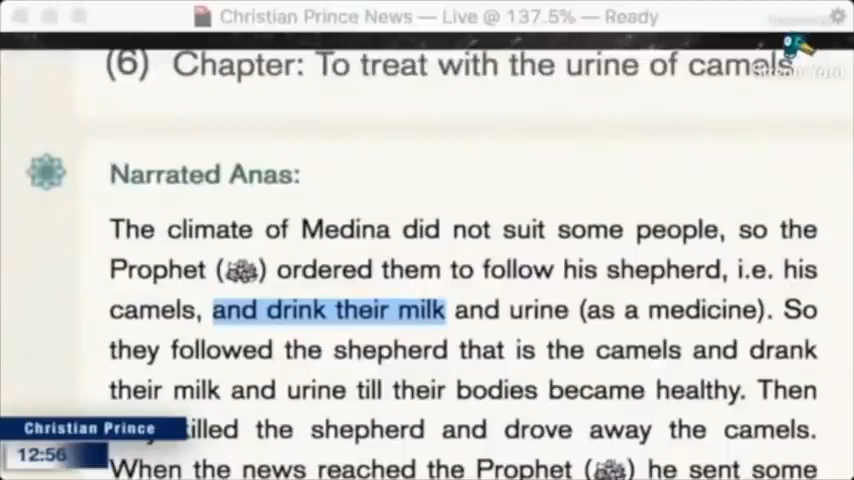 Christian Prince News — Live @ 137.5% — Ready
(6) Chapter: To treat with the urine of camels
Narrated Anas:
The climate of Medina did not suit some people, so the
Prophet (ﷺ) ordered them to follow his shepherd, i.e. his
camels, and drink their milk and urine (as a medicine). So
they followed the shepherd that is the camels and drank
their milk and urine till their bodies became healthy. Then
killed the shepherd and drove away the camels.
When the news reached the Prophet (ﷺ) he sent some
Christian Prince
12:56